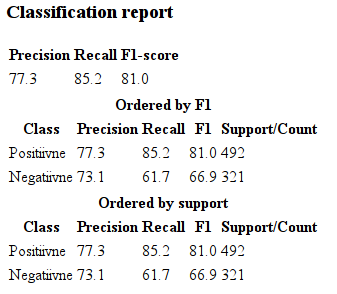 Classification report
Precision Recall F1-score
77.3 85.2 81.0
Ordered by F1
Class Precision Recall F1 Support/Count
Positiivne 77.3 85.2 81.0 492
Negatiivne 73.1 61.7 66.9 321
Ordered by support
Class Precision Recall F1 Support/Count
Positiivne 77.3 85.2 81.0 492
Negatiivne 73.1 61.7 66.9 321